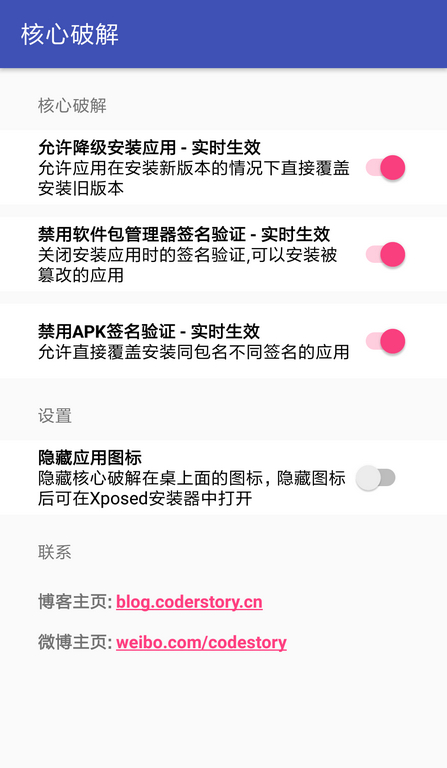 核心破解
核心破解
允许降级安装应用 - 实时生效
允许应用在安装新版本的情况下直接覆盖
安装旧版本
禁用软件包管理器签名验证 - 实时生效
关闭安装应用时的签名验证,可以安装被
篡改的应用
禁用APK签名验证 - 实时生效
允许直接覆盖安装同包名不同签名的应用
设置
隐藏应用图标
隐藏核心破解在桌上面的图标，隐藏图标
后可在Xposed安装器中打开
联系
博客主页: blog.coderstory.cn
微博主页: weibo.com/codestory